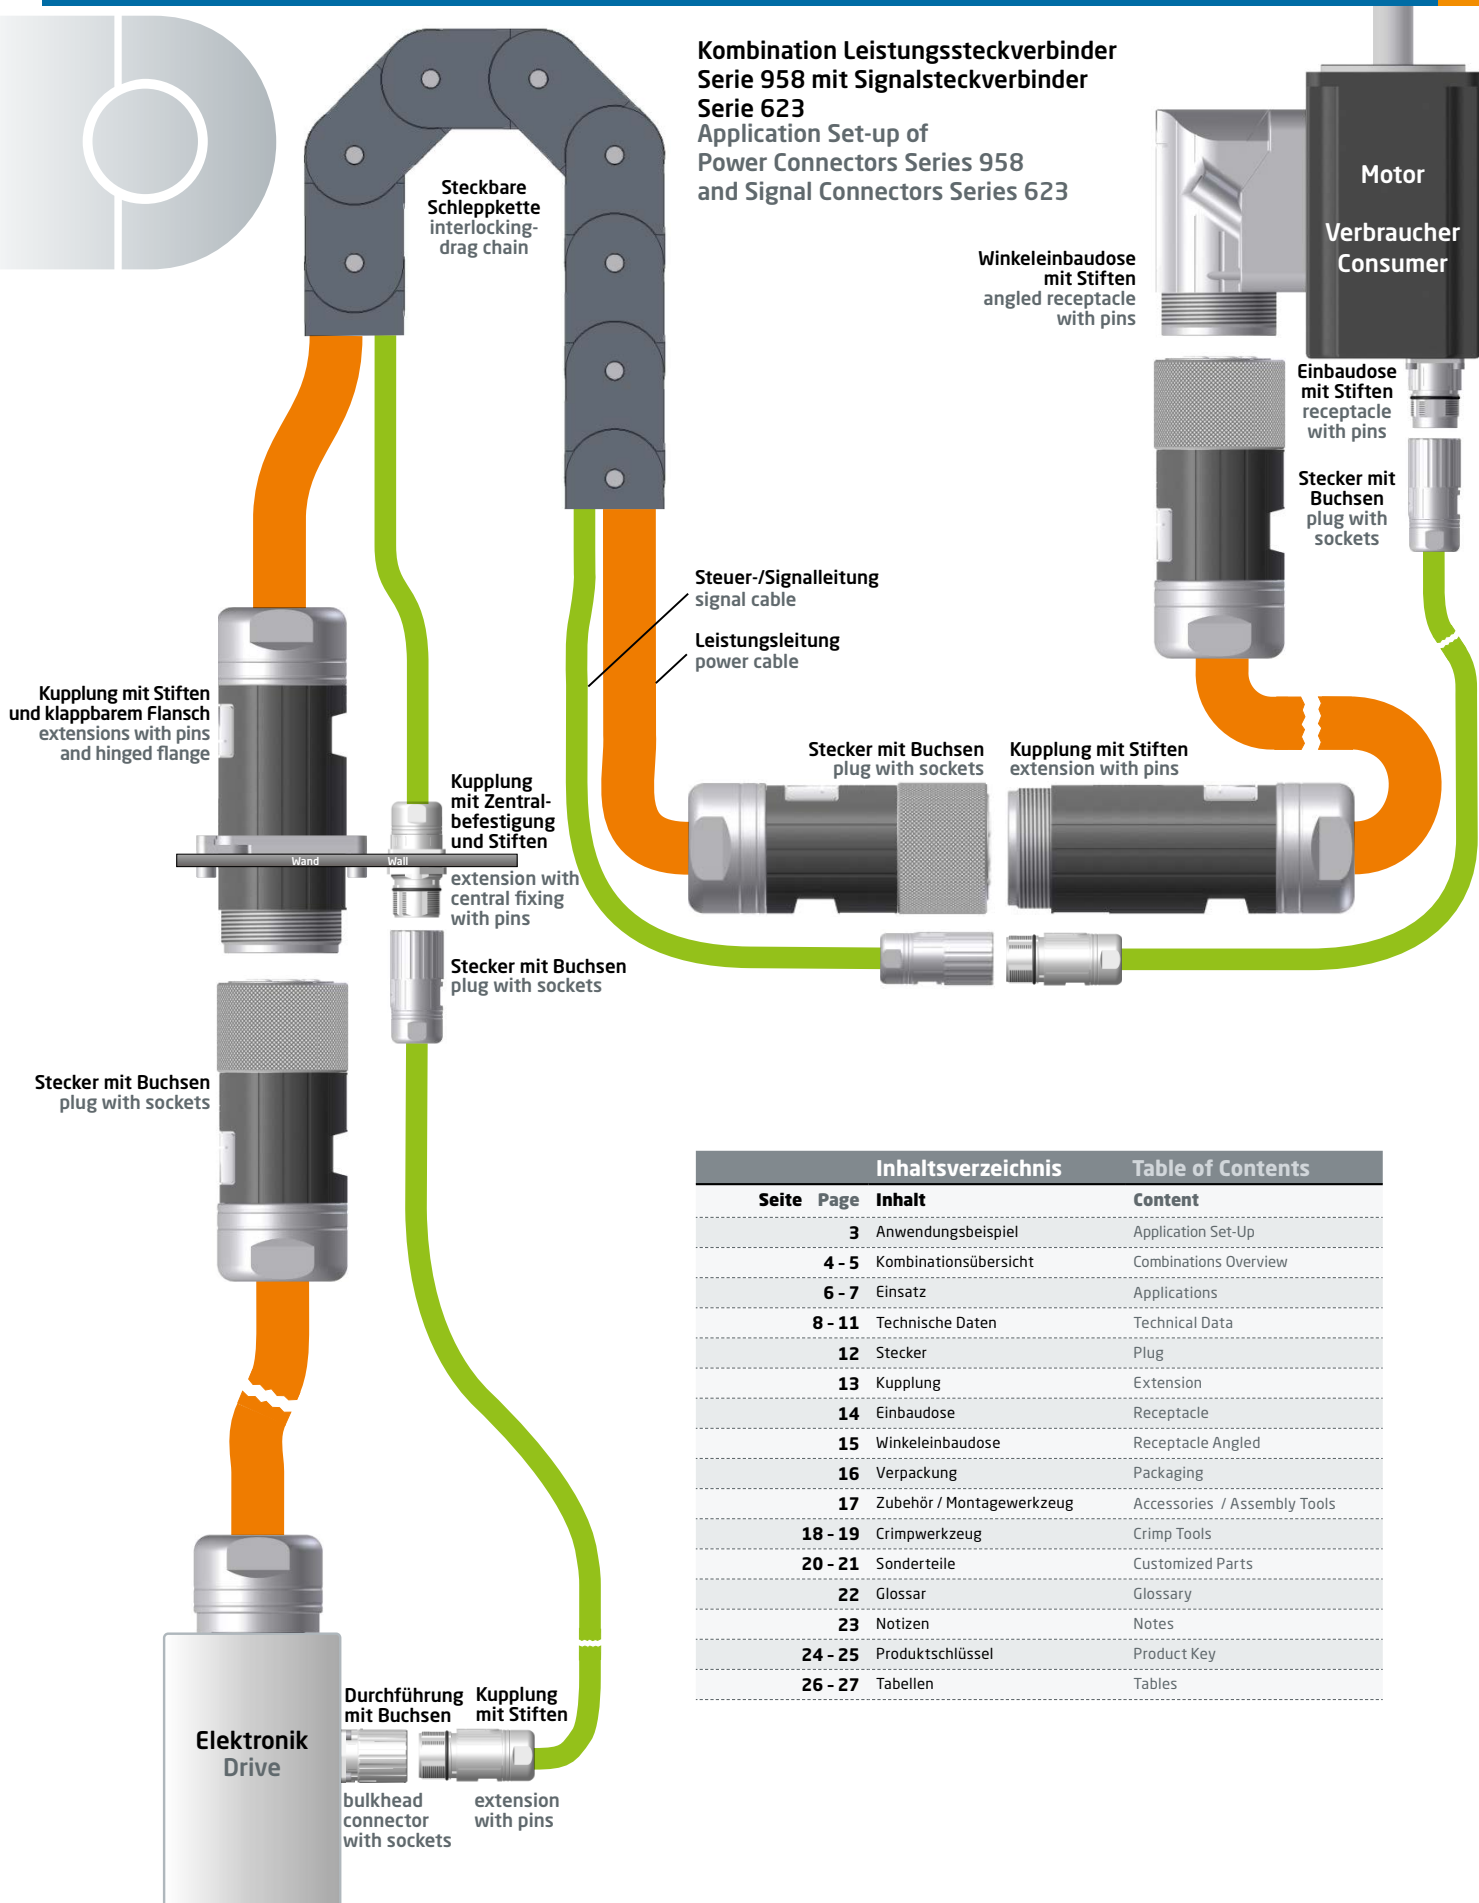 Kombination Leistungssteckverbinder
Serie 958 mit Signalsteckverbinder
Serie 623
Application Set-up of
Power Connectors Series 958
and Signal Connectors Series 623
Steckbare
Schleppkette
interlocking-
drag chain
Motor
Verbraucher
Consumer
Winkeleinbaudose
mit Stiften
angled receptacle
with pins
Einbaudose
mit Stiften
receptacle
with pins
Stecker mit
Buchsen
plug with
sockets
Steuer-/Signalleitung
signal cable
Leistungsleitung
power cable
Kupplung mit Stiften
und klappbarem Flansch
extensions with pins
and hinged flange
Stecker mit Buchsen
plug with sockets
Kupplung mit Stiften
extension with pins
Kupplung
mit Zentral-
befestigung
und Stiften
Wand Wall
extension with
central fixing
with pins
Stecker mit Buchsen
plug with sockets
Stecker mit Buchsen
plug with sockets
Inhaltsverzeichnis Table of Contents
Seite Page Inhalt Content
3 Anwendungsbeispiel Application Set-Up
4 – 5 Kombinationsübersicht Combinations Overview
6 – 7 Einsatz Applications
8 – 11 Technische Daten Technical Data
12 Stecker Plug
13 Kupplung Extension
14 Einbaudose Receptacle
15 Winkeleinbaudose Receptacle Angled
16 Verpackung Packaging
17 Zubehör / Montagewerkzeug Accessories / Assembly Tools
18 – 19 Crimpwerkzeug Crimp Tools
20 – 21 Sonderteile Customized Parts
22 Glossar Glossary
23 Notizen Notes
24 – 25 Produktschlüssel Product Key
26 – 27 Tabellen Tables
Durchführung
mit Buchsen
Kupplung
mit Stiften
Elektronik
Drive
bulkhead
connector
with sockets
extension
with pins